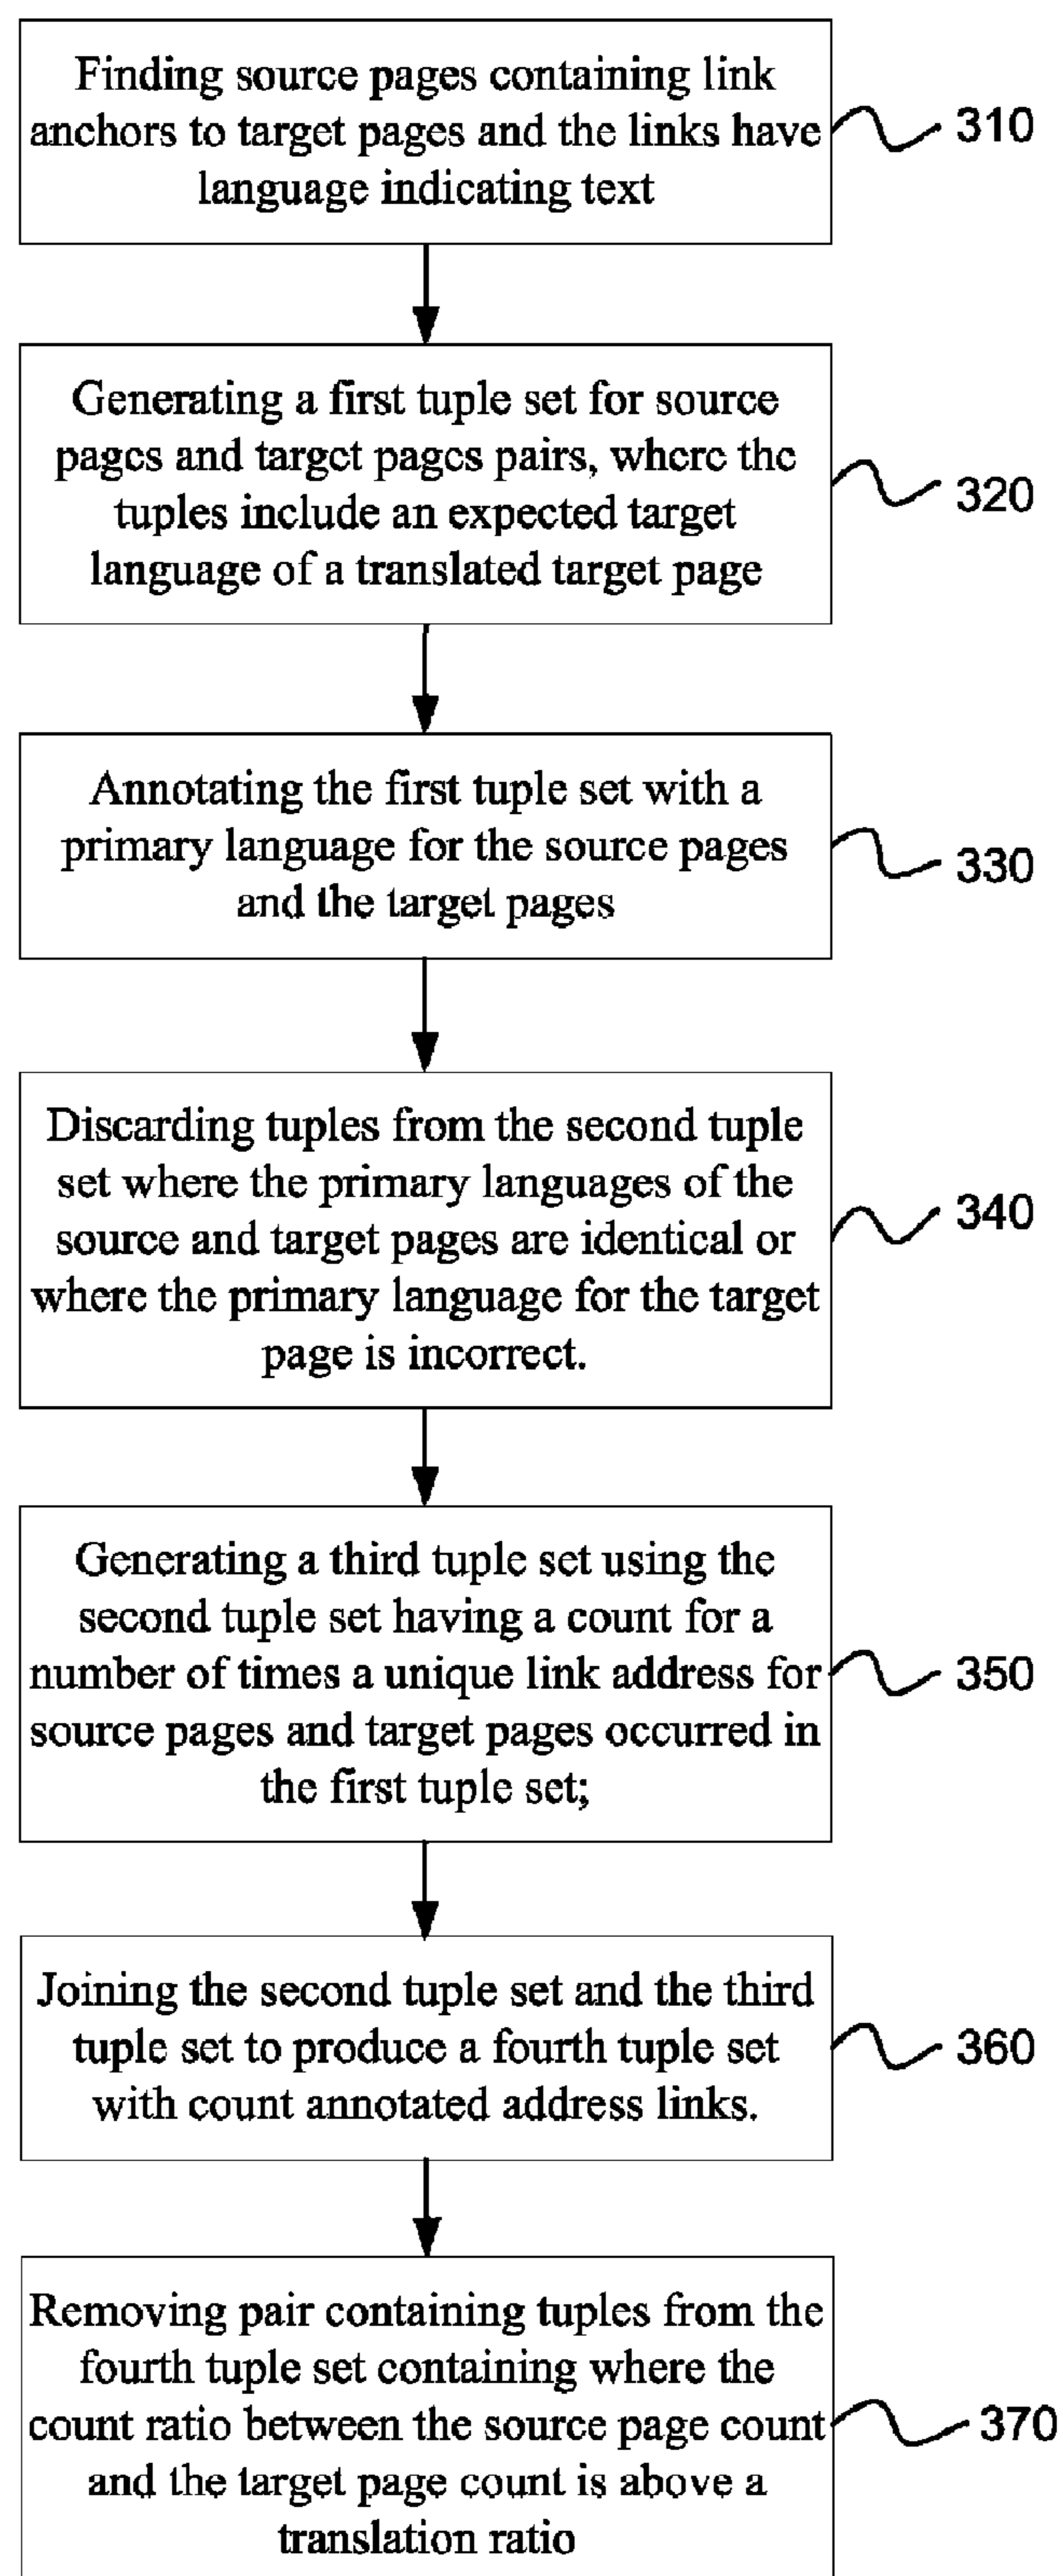 Finding source pages containing link
anchors to target pages and the links have
language indicating text
310
Generating a first tuple set for source
pages and target pages pairs, where the
tuples include an expected target
language of a translated target page
320
Annotating the first tuple set with a
primary language for the source pages
and the target pages
330
Discarding tuples from the second tuple
set where the primary languages of the
source and target pages are identical or
where the primary language for the target
page is incorrect.
340
Generating a third tuple set using the
second tuple set having a count for a
number of times a unique link address for
source pages and target pages occurred in
the first tuple set;
350
Joining the second tuple set and the third
tuple set to produce a fourth tuple set
with count annotated address links.
360
Removing pair containing tuples from the
fourth tuple set containing where the
count ratio between the source page count
and the target page count is above a
translation ratio
370